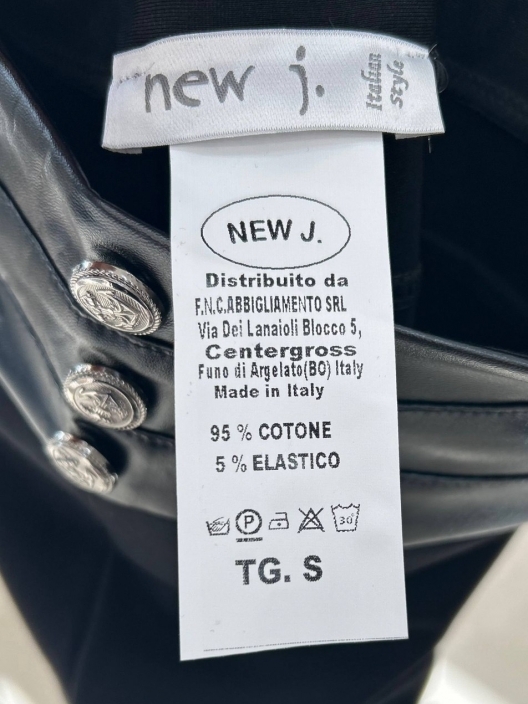 new j. Italian style
NEW J.
Distribuito da
F.N.C.ABBIGLIAMENTO SRL
Via Dei Lanaioli Blocco 5,
Centergross
Funo di Argelato(BO) Italy
Made in Italy
95 % COTONE
5 % ELASTICO
P 30°
TG. S